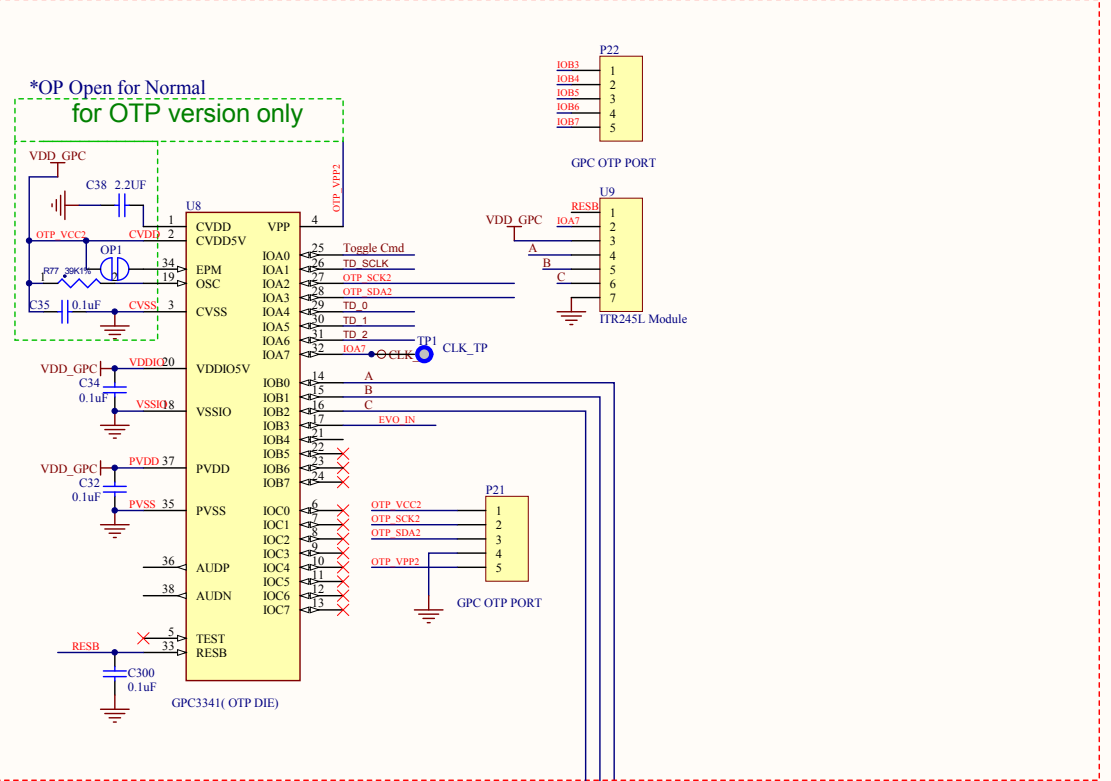 *OP Open for Normal
for OTP version only
VDD_GPC
C38 2.2UF
OTP_VCC2
CVDD
OP1
R77 39K1%
1
2
C35
0.1uF
CVSS
OTP_VPP2
U8
1 CVDD
2 CVDD5V
34 EPM
19 OSC
3 CVSS
20 VDDIO5V
18 VSSIO
37 PVDD
35 PVSS
36 AUDP
38 AUDN
5 TEST
33 RESB
VPP 4
IOA0 25 Toggle Cmd
IOA1 26 TD_SCLK
IOA2 27 OTP_SCK2
IOA3 28 OTP_SDA2
IOA4 29 TD_0
IOA5 30 TD_1
IOA6 31 TD_2
IOA7 32 IOA7
CLK_
TP1
CLK_TP
IOB0 14 A
IOB1 15 B
IOB2 16 C
IOB3 17 EVO_IN
IOB4 21
IOB5 22
IOB6 23
IOB7 24
IOC0 6
IOC1 7
IOC2 8
IOC3 9
IOC4 10
IOC5 11
IOC6 12
IOC7 13
GPC3341( OTP DIE)
VDD_GPC
VDDIO
C34
0.1uF
VSSIO
VDD_GPC
PVDD
C32
0.1uF
PVSS
RESB
C300
0.1uF
P22
IOB3 1
IOB4 2
IOB5 3
IOB6 4
IOB7 5
GPC OTP PORT
U9
RESB 1
IOA7 2
VDD_GPC 3
A 4
B 5
C 6
7
ITR245L Module
P21
OTP_VCC2 1
OTP_SCK2 2
OTP_SDA2 3
4
OTP_VPP2 5
GPC OTP PORT